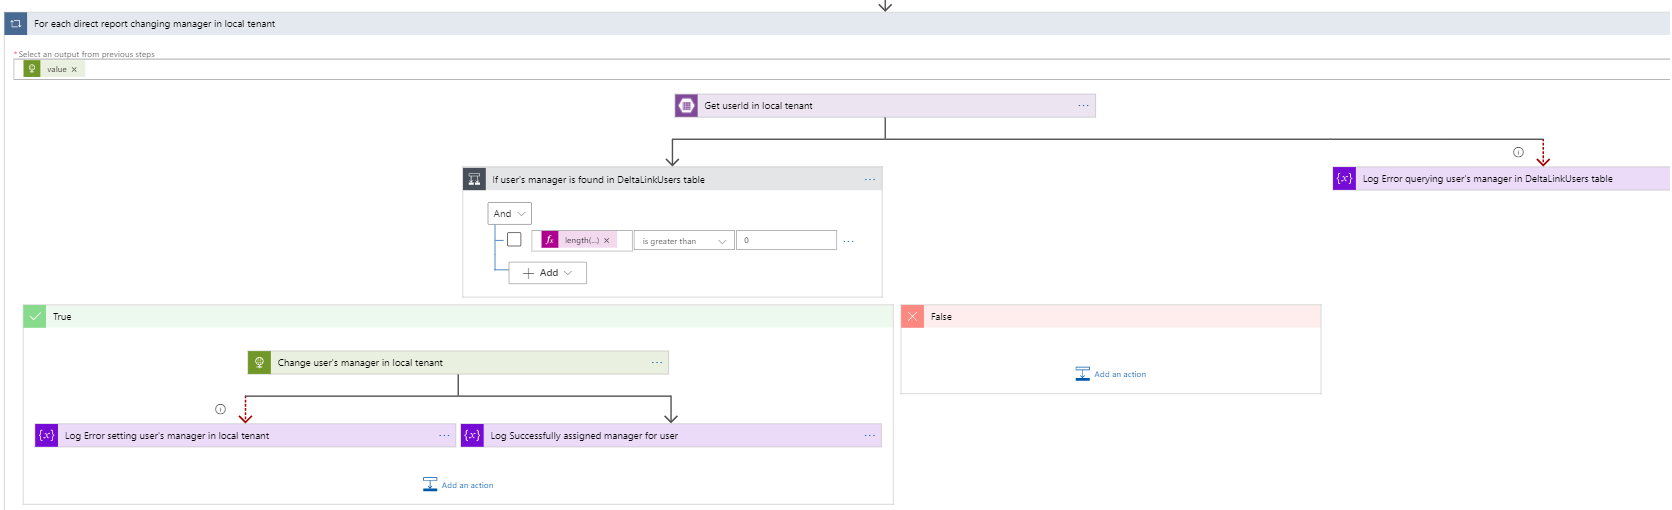 For each direct report changing manager in local tenant
* Select an output from previous steps
value ×
Get userId in local tenant
If user's manager is found in DeltaLinkUsers table
Log Error querying user's manager in DeltaLinkUsers table
And
fx length(...) × is greater than 0
+ Add
True
False
Change user's manager in local tenant
Add an action
{x} Log Error setting user's manager in local tenant
{x} Log Successfully assigned manager for user
Add an action